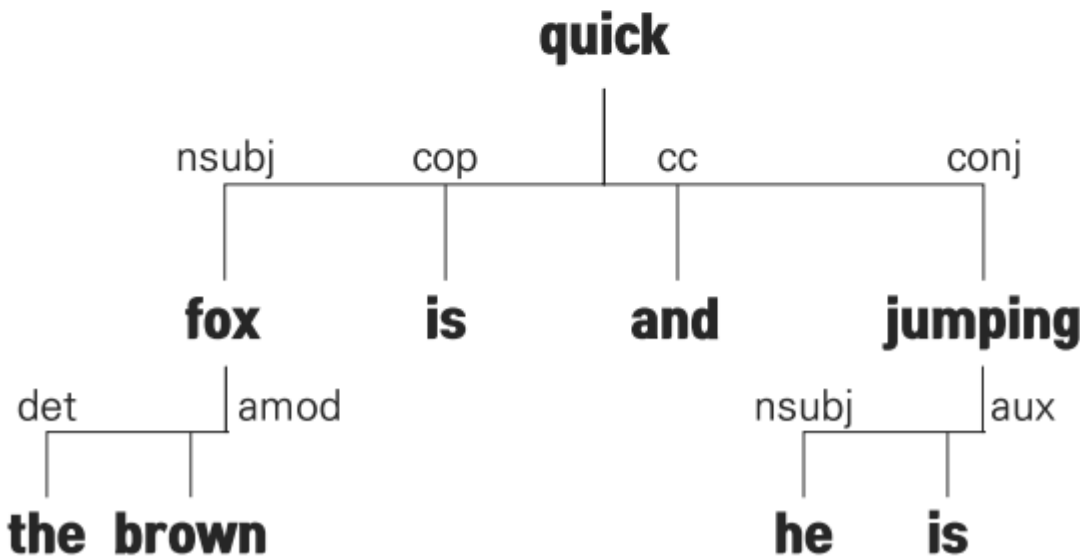 quick
nsubj cop cc conj
fox is and jumping
det amod nsubj aux
the brown he is